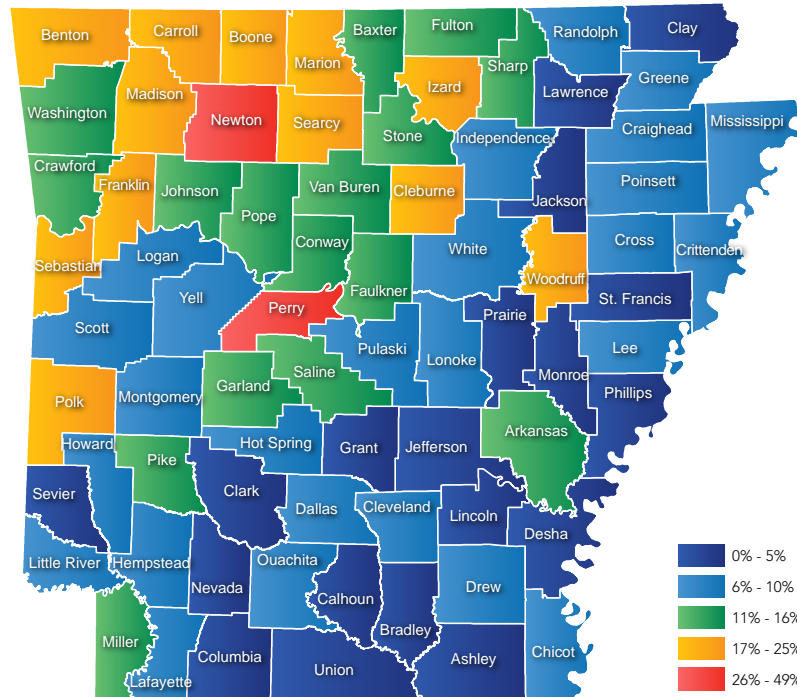 Benton
Carroll
Boone
Marion
Baxter
Fulton
Sharp
Randolph
Clay
Greene
Lawrence
Izard
Madison
Newton
Searcy
Washington
Stone
Independence
Craighead
Mississippi
Crawford
Franklin
Johnson
Pope
Van Buren
Cleburne
Jackson
Poinsett
Cross
Crittenden
Sebastian
Logan
Conway
White
Woodruff
St. Francis
Yell
Faulkner
Perry
Prairie
Scott
Pulaski
Lonoke
Lee
Monroe
Phillips
Polk
Montgomery
Garland
Saline
Arkansas
Howard
Pike
Hot Spring
Grant
Jefferson
Sevier
Clark
Dallas
Cleveland
Lincoln
Desha
Little River
Hempstead
Nevada
Ouachita
Calhoun
Bradley
Drew
Chicot
Miller
Lafayette
Columbia
Union
Ashley
0% - 5%
6% - 10%
11% - 16%
17% - 25%
26% - 49%